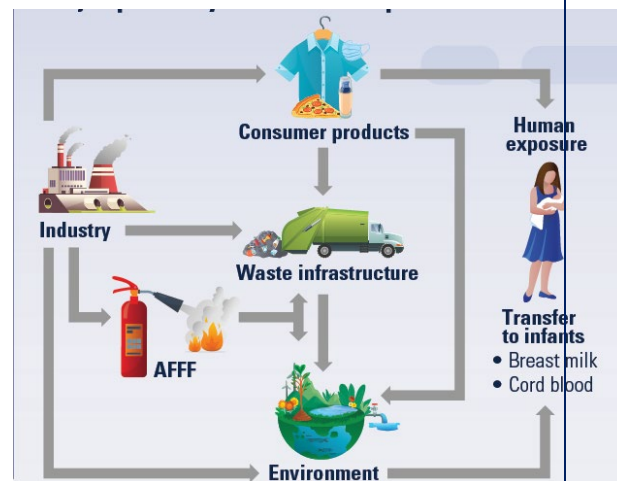 Consumer products
Human
exposure
Industry
Waste infrastructure
AFFF
Transfer
to infants
• Breast milk
• Cord blood
Environment